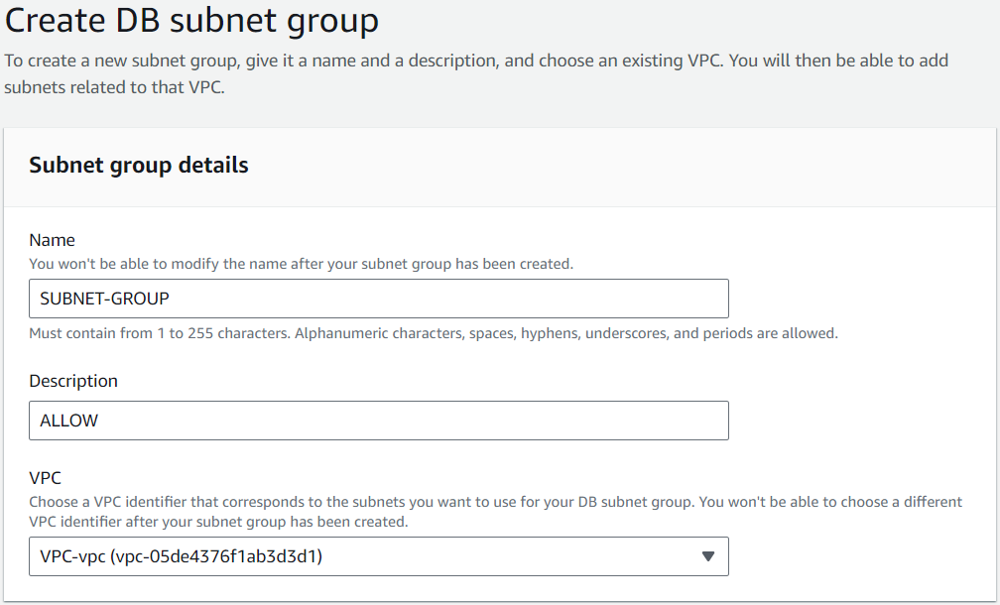 Create DB subnet group
To create a new subnet group, give it a name and a description, and choose an existing VPC. You will then be able to add
subnets related to that VPC.
Subnet group details
Name
You won't be able to modify the name after your subnet group has been created.
SUBNET-GROUP
Must contain from 1 to 255 characters. Alphanumeric characters, spaces, hyphens, underscores, and periods are allowed.
Description
ALLOW
VPC
Choose a VPC identifier that corresponds to the subnets you want to use for your DB subnet group. You won't be able to choose a different
VPC identifier after your subnet group has been created.
VPC-vpc (vpc-05de4376f1ab3d3d1)